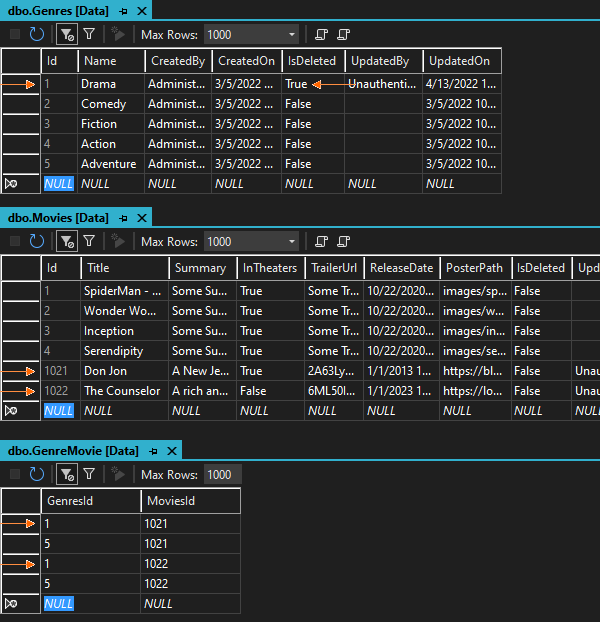 dbo.Genres [Data]
Max Rows: 1000
Id Name CreatedBy CreatedOn IsDeleted UpdatedBy UpdatedOn
1 Drama Administ... 3/5/2022 ... True Unauthenti... 4/13/2022 1...
2 Comedy Administ... 3/5/2022 ... False 3/5/2022 10...
3 Fiction Administ... 3/5/2022 ... False 3/5/2022 10...
4 Action Administ... 3/5/2022 ... False 3/5/2022 10...
5 Adventure Administ... 3/5/2022 ... False 3/5/2022 10...
NULL NULL NULL NULL NULL NULL NULL
dbo.Movies [Data]
Max Rows: 1000
Id Title Summary InTheaters TrailerUrl ReleaseDate PosterPath IsDeleted Upd
1 SpiderMan - ... Some Su... True Some Tr... 10/22/2020... images/sp... False
2 Wonder Wo... Some Su... True Some Tr... 10/22/2020... images/w... False
3 Inception Some Su... True Some Tr... 10/22/2020... images/in... False
4 Serendipity Some Su... True Some Tr... 10/22/2020... images/se... False
1021 Don Jon A New Je... True 2A63Ly... 1/1/2013 1... https://bl... False Unau
1022 The Counselor A rich an... False 6ML50I... 1/1/2023 1... https://lo... False Unau
NULL NULL NULL NULL NULL NULL NULL NULL NULL
dbo.GenreMovie [Data]
Max Rows: 1000
GenresId MoviesId
1 1021
5 1021
1 1022
5 1022
NULL NULL